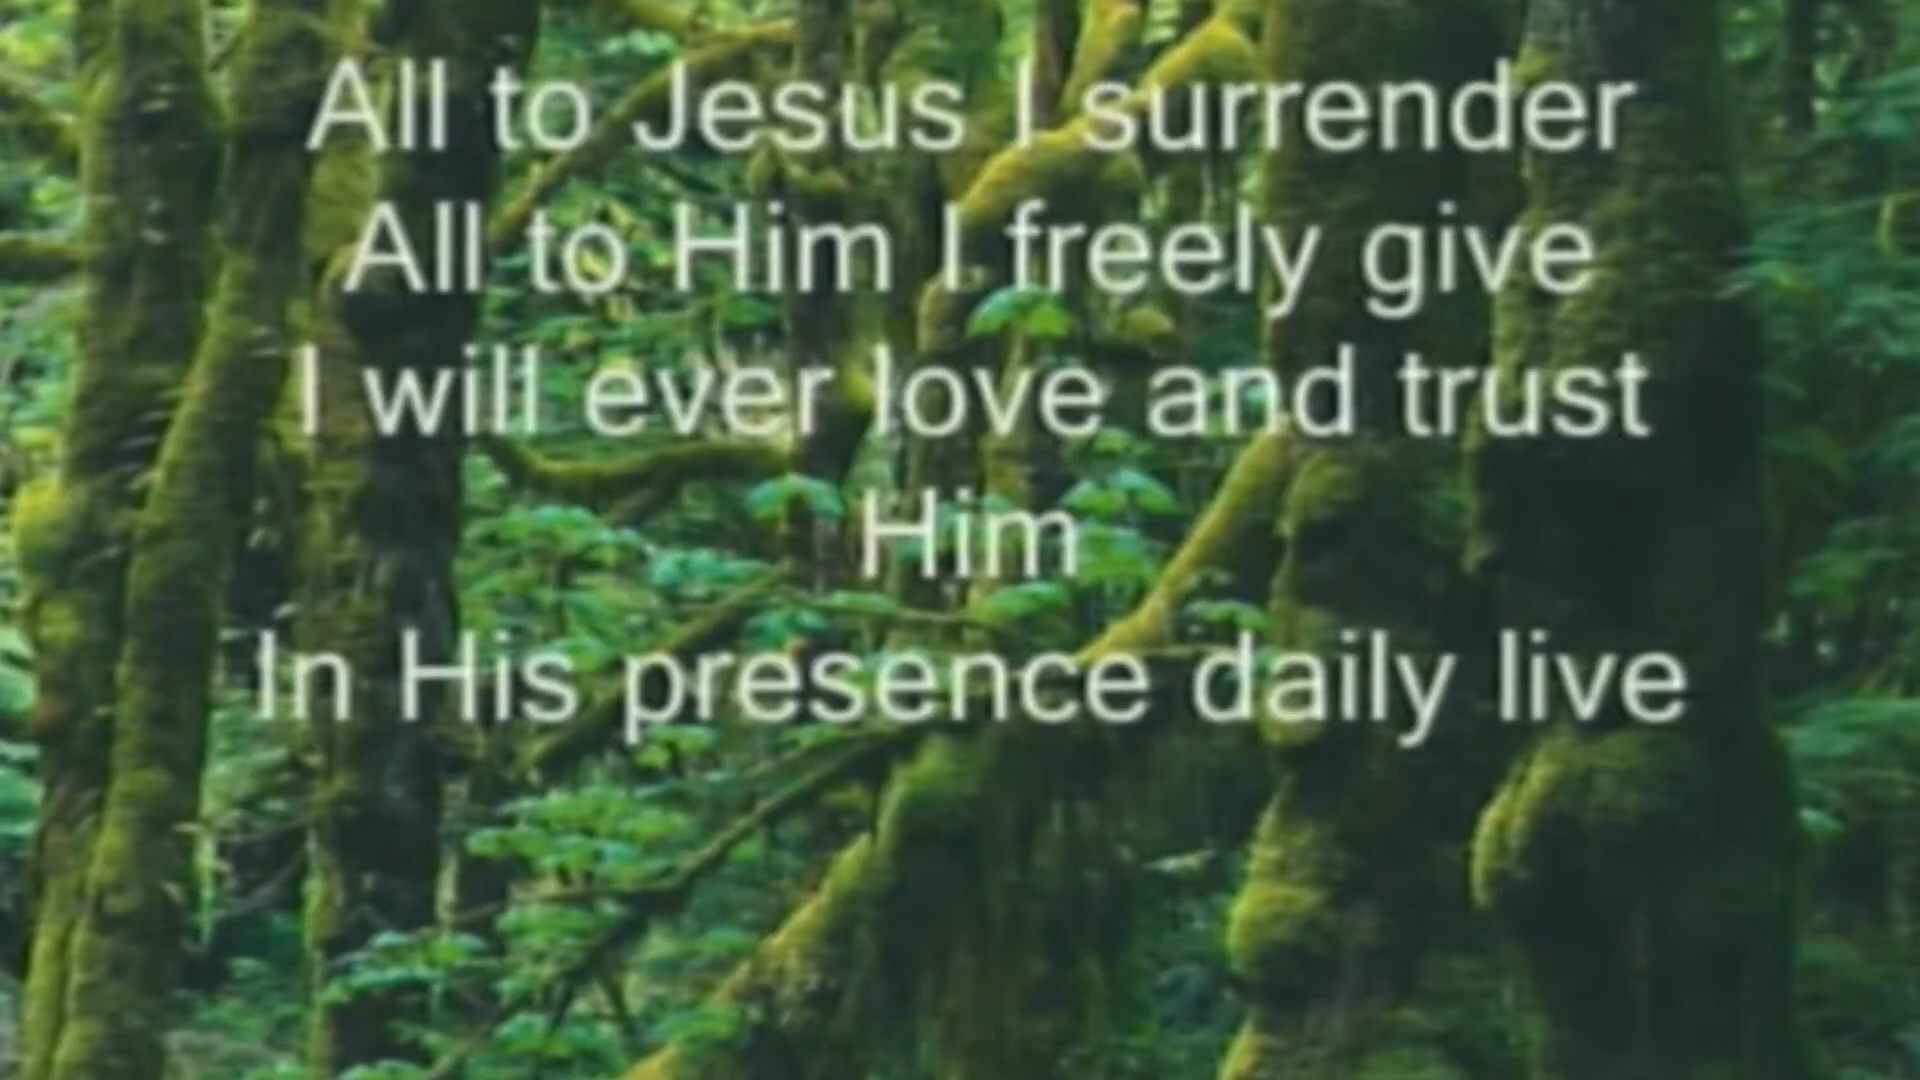 All to Jesus I surrender
All to Him I freely give
I will ever love and trust
Him
In His presence daily live